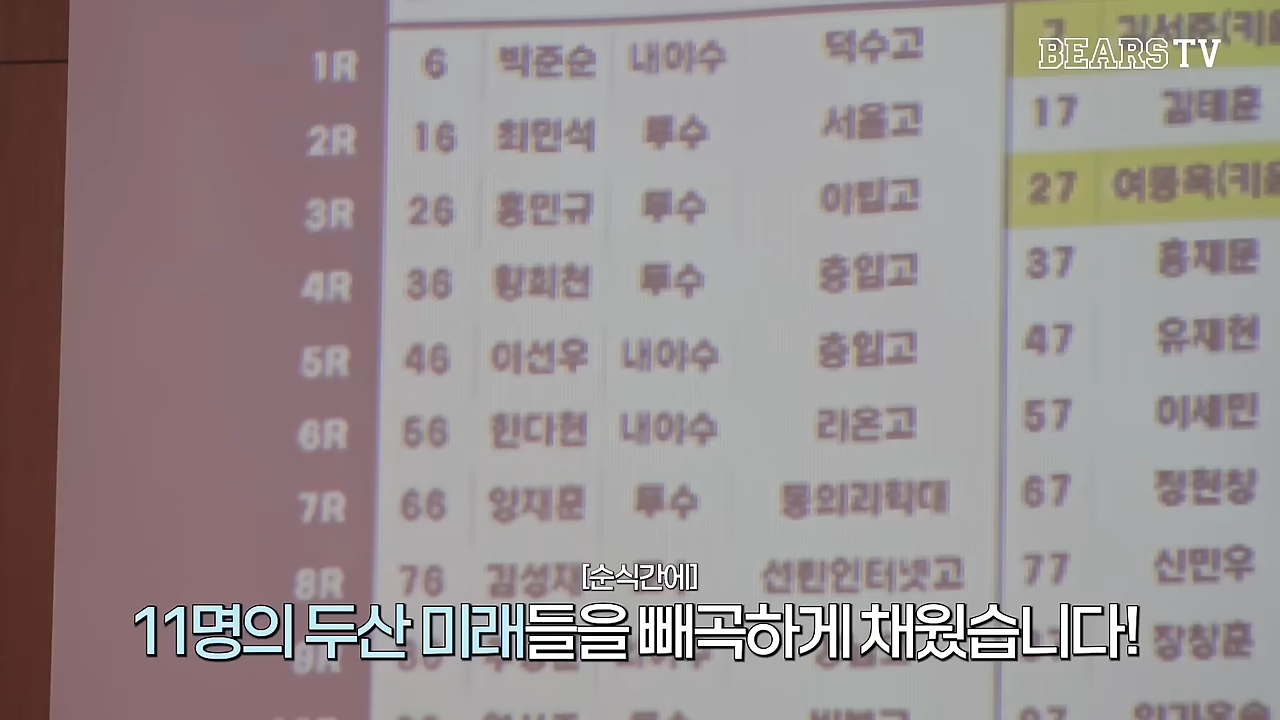 BEARS TV
1R 6 박준순 내야수 덕수고
2R 16 최민석 투수 서울고 17 김태훈
3R 26 홍민규 투수 야탑고 27 여동욱(키움
4R 36 황희천 투수 충암고 37 홍재문
5R 46 이선우 내야수 충암고 47 유재현
6R 56 한다현 내야수 라온고 57 이세민
7R 66 양재훈 투수 동의과학대 67 정현창
8R 76 김성재 선린인터넷고 77 신민우
[순식간에]
11명의 두산 미래들을 빼곡하게 채웠습니다!
9R 장창훈